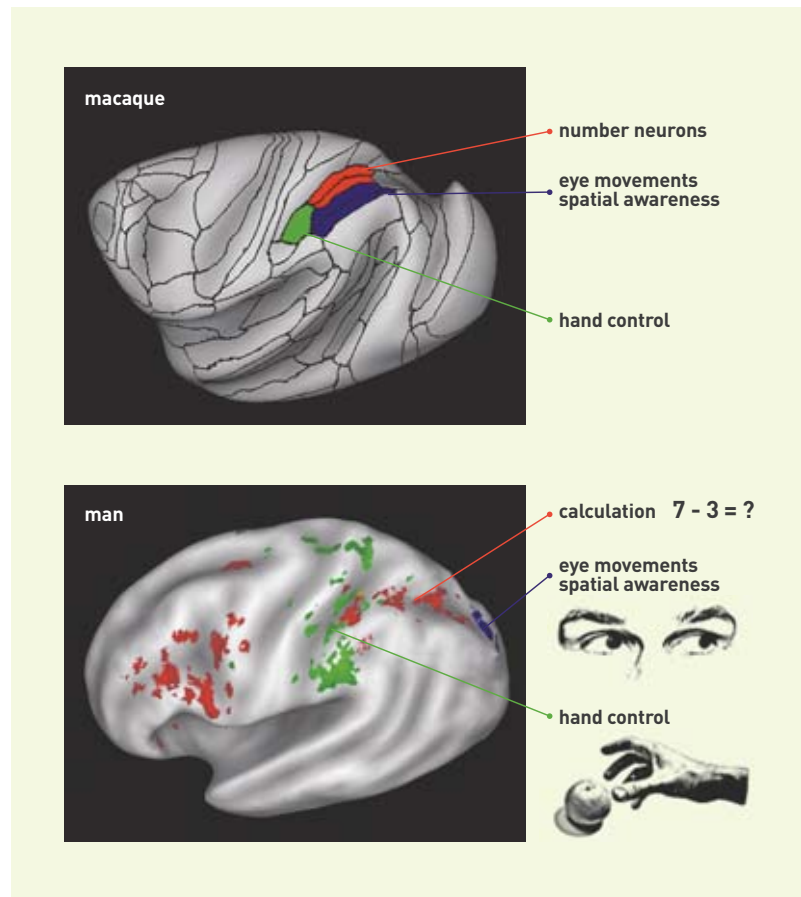 macaque
number neurons
eye movements
spatial awareness
hand control
man
calculation 7 - 3 = ?
eye movements
spatial awareness
hand control